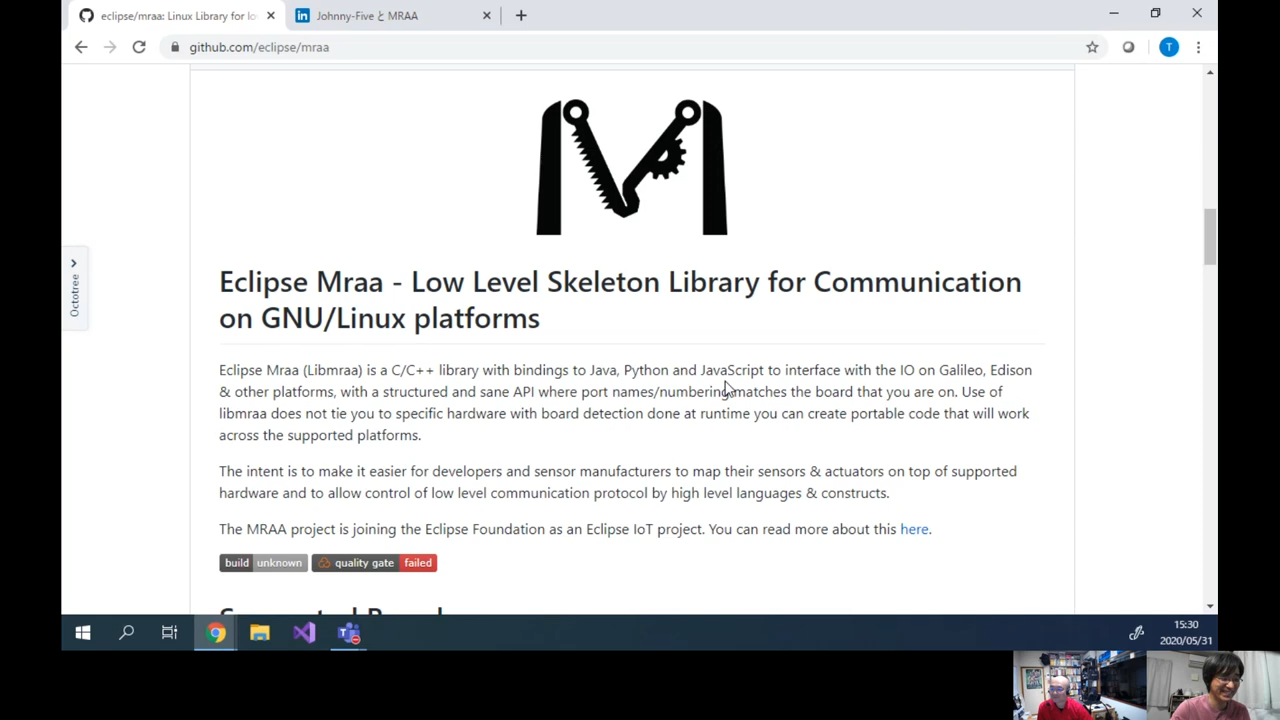 eclipse/mraa: Linux Library for lo
Johnny-Five と MRAA
github.com/eclipse/mraa
T
Octotree
Eclipse Mraa - Low Level Skeleton Library for Communication
on GNU/Linux platforms
Eclipse Mraa (Libmraa) is a C/C++ library with bindings to Java, Python and JavaScript to interface with the IO on Galileo, Edison
& other platforms, with a structured and sane API where port names/numbering matches the board that you are on. Use of
libmraa does not tie you to specific hardware with board detection done at runtime you can create portable code that will work
across the supported platforms.
The intent is to make it easier for developers and sensor manufacturers to map their sensors & actuators on top of supported
hardware and to allow control of low level communication protocol by high level languages & constructs.
The MRAA project is joining the Eclipse Foundation as an Eclipse IoT project. You can read more about this here.
build unknown quality gate failed
15:30
2020/05/31